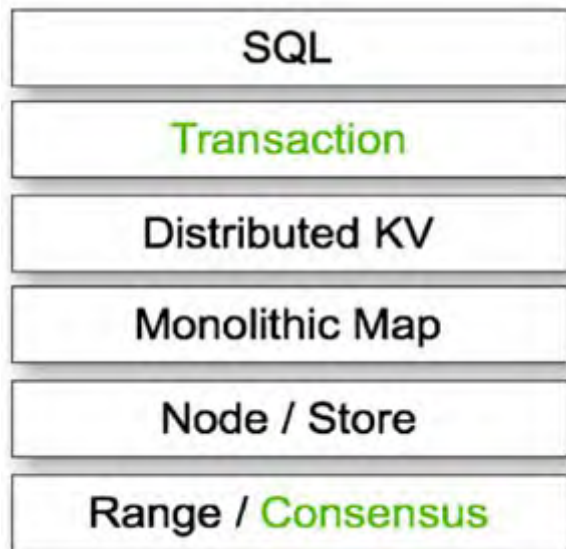 SQL
Transaction
Distributed KV
Monolithic Map
Node / Store
Range / Consensus